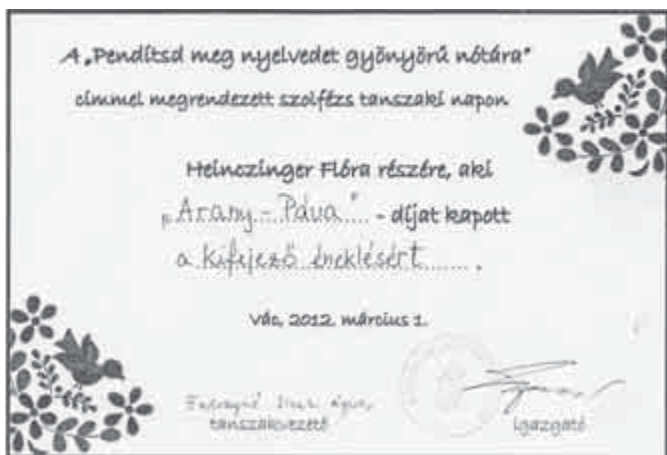 A „Pendítsd meg nyelvedet gyönyörű nótára"
címmel megrendezett szolfézs tanszaki napon
Heinczinger Flóra részére, aki
„Arany-Páva" - díjat kapott
a kifejező éneklésért.
Vác, 2012. március 1.
tanszakvezető
igazgató